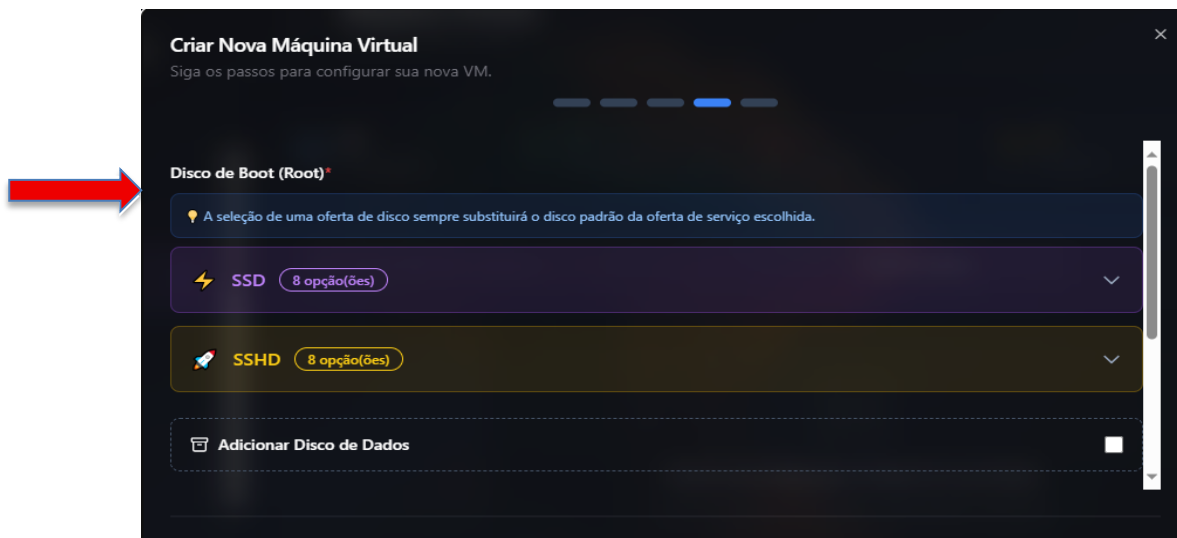 Criar Nova Máquina Virtual
Siga os passos para configurar sua nova VM.
Disco de Boot (Root)*
A seleção de uma oferta de disco sempre substituirá o disco padrão da oferta de serviço escolhida.
SSD 8 opção(ões)
SSHD 8 opção(ões)
Adicionar Disco de Dados